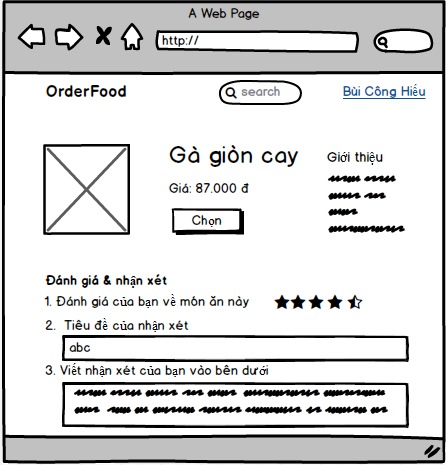 A Web Page
http://
OrderFood
search
Bùi Công Hiếu
Gà giòn cay
Giới thiệu
Giá: 87.000 đ
Chọn
Đánh giá & nhận xét
1. Đánh giá của bạn về món ăn này
2. Tiêu đề của nhận xét
abc
3. Viết nhận xét của bạn vào bên dưới